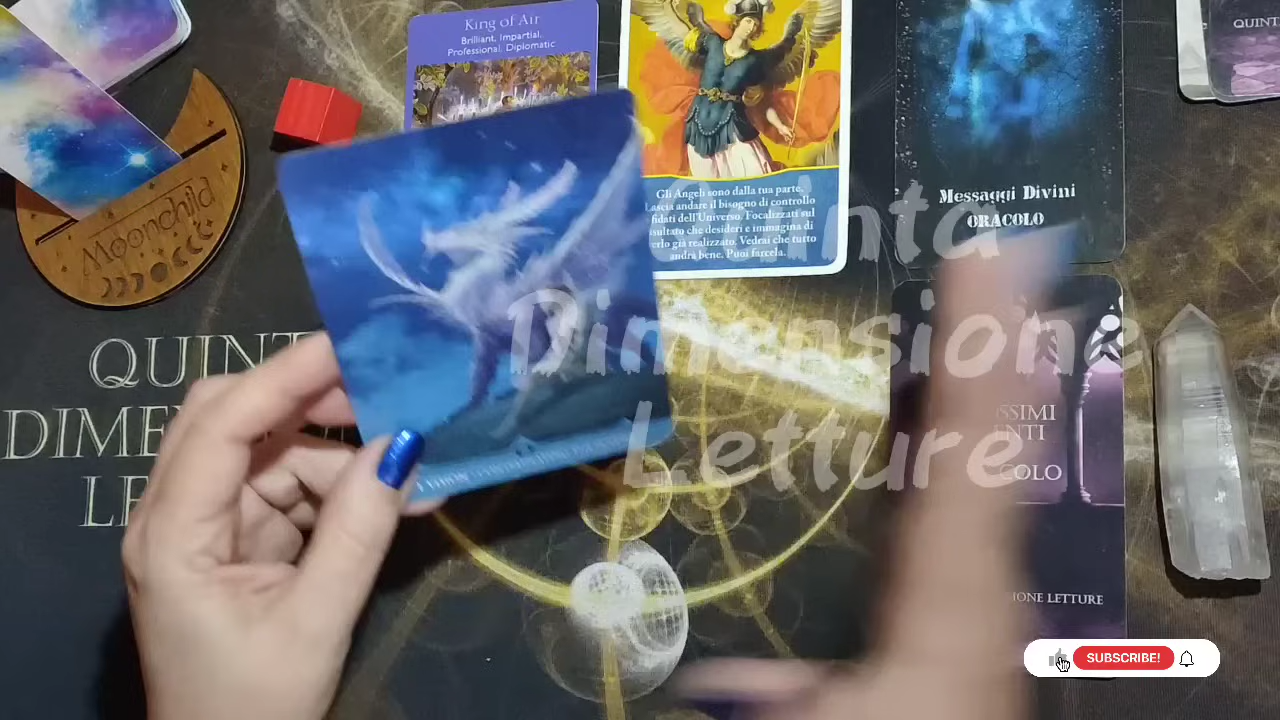 King of Air
Brilliant, Impartial,
Professional, Diplomatic
QUINT
Gli Angeli sono dalla tua parte.
Lascia andare il bisogno di controllo
fidati dell'Universo. Focalizzati sul
risultato che desideri e immagina di
averlo già realizzato. Vedrai che tutto
andrà bene. Puoi farcela.
Messaggi Divini
ORACOLO
Moonchild
Quinta
Dimensione
Letture
QUINT
DIME
LE
SSIMI
NTI
COLO
IONE LETTURE
SUBSCRIBE!